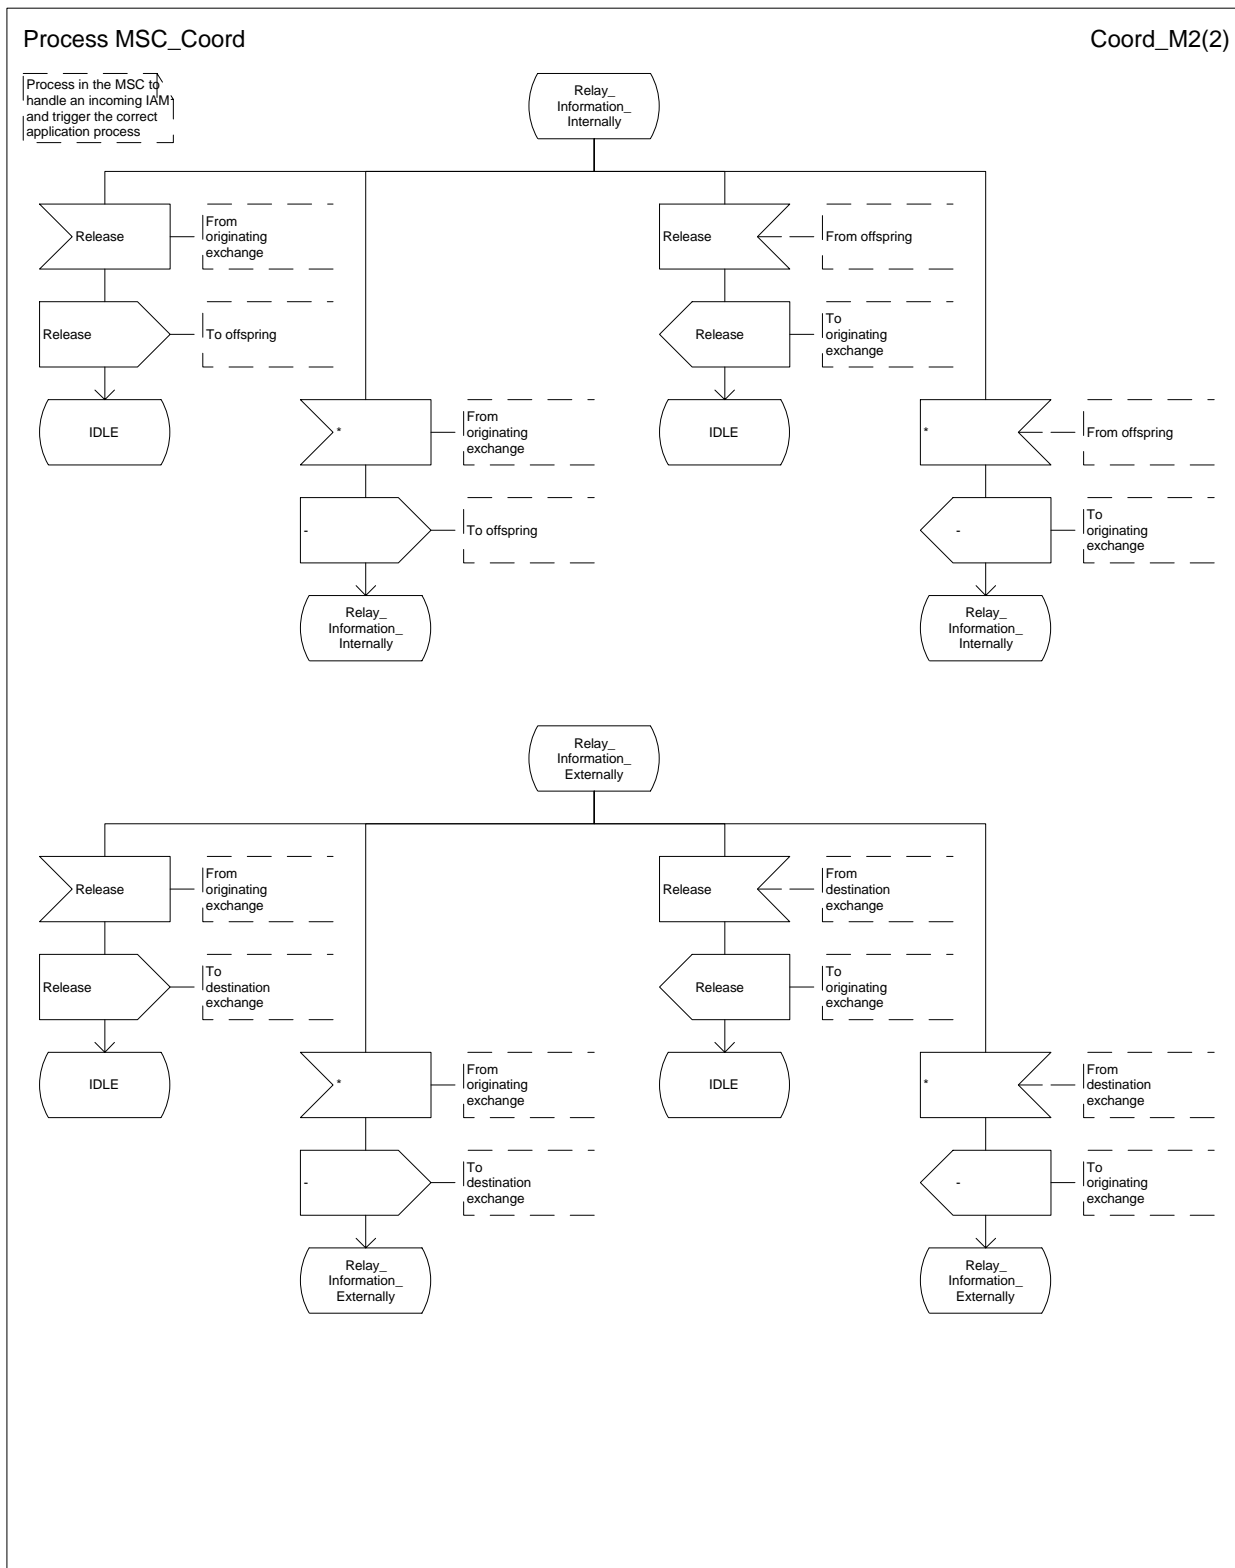 Process MSC_Coord
Coord_M2(2)
Process in the MSC to
handle an incoming IAM
and trigger the correct
application process
Relay_
Information_
Internally
Release
From
originating
exchange
Release
From offspring
Release
To offspring
Release
To
originating
exchange
IDLE
*
From
originating
exchange
IDLE
*
From offspring
-
To offspring
-
To
originating
exchange
Relay_
Information_
Internally
Relay_
Information_
Internally
Relay_
Information_
Externally
Release
From
originating
exchange
Release
From
destination
exchange
Release
To
destination
exchange
Release
To
originating
exchange
IDLE
*
From
originating
exchange
IDLE
*
From
destination
exchange
-
To
destination
exchange
-
To
originating
exchange
Relay_
Information_
Externally
Relay_
Information_
Externally